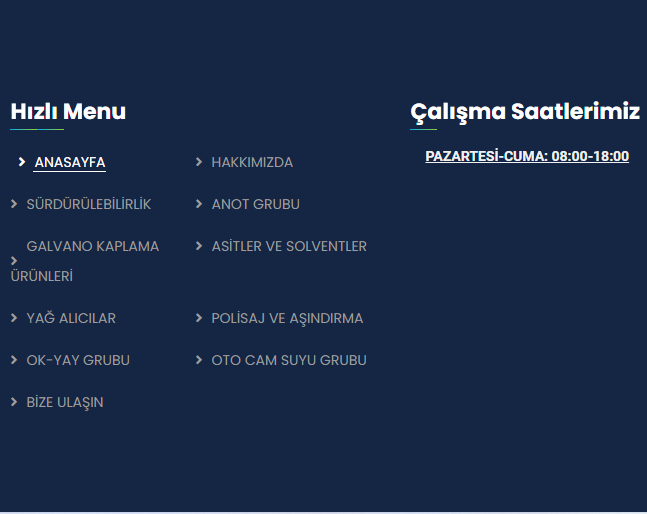 Hızlı Menu
ANASAYFA
HAKKIMIZDA
SÜRDÜRÜLEBİLİRLİK
ANOT GRUBU
GALVANO KAPLAMA
ÜRÜNLERİ
ASİTLER VE SOLVENTLER
YAĞ ALICILAR
POLİSAJ VE AŞINDIRMA
OK-YAY GRUBU
OTO CAM SUYU GRUBU
BİZE ULAŞIN
Çalışma Saatlerimiz
PAZARTESİ-CUMA: 08:00-18:00